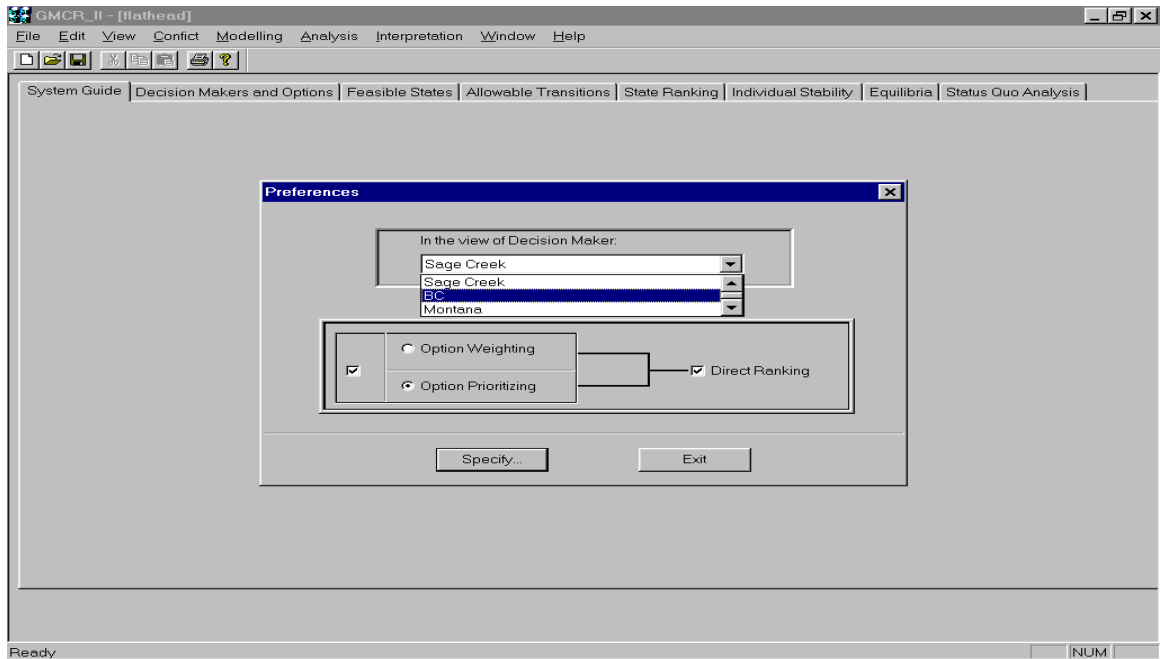 GMCR_II - [flathead]
File Edit View Confict Modelling Analysis Interpretation Window Help
System Guide Decision Makers and Options Feasible States Allowable Transitions State Ranking Individual Stability Equilibria Status Quo Analysis
Preferences
In the view of Decision Maker:
Sage Creek
Sage Creek
BC
Montana
Option Weighting
Option Prioritizing
Direct Ranking
Specify... Exit
Ready NUM